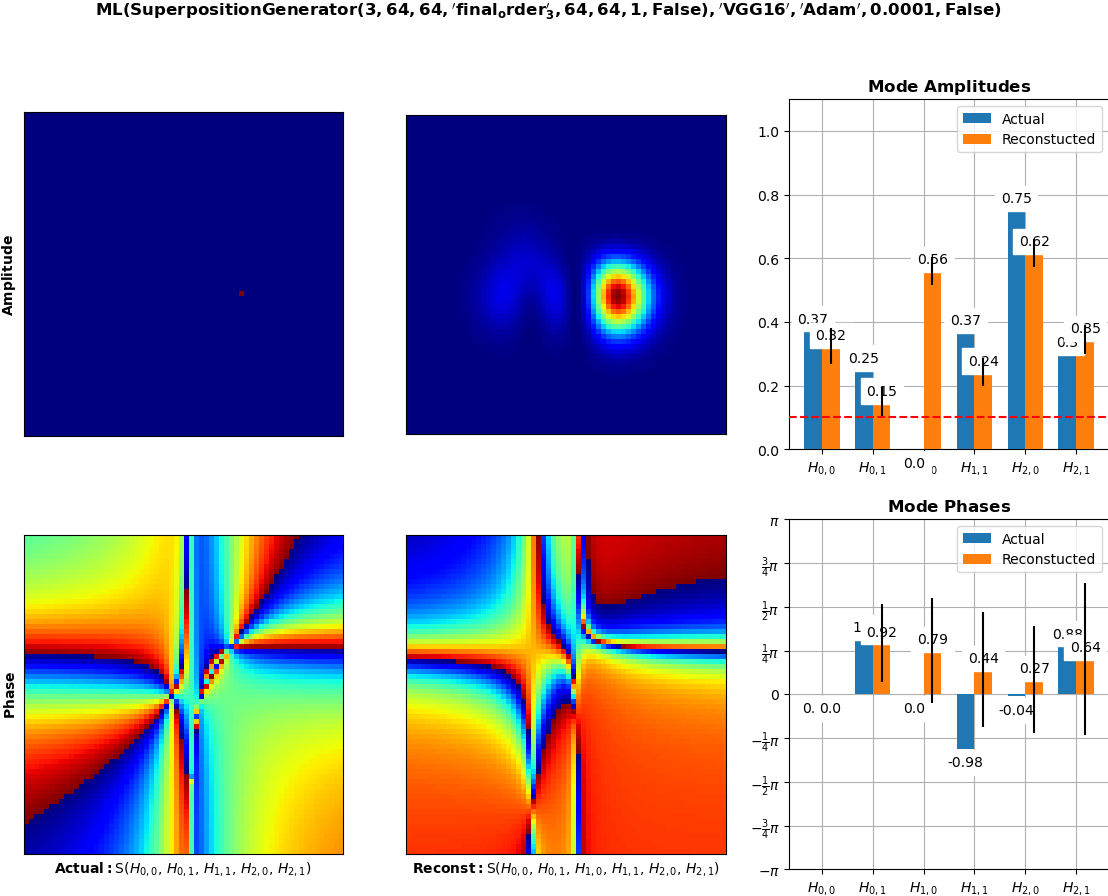 ML(SuperpositionGenerator(3, 64, 64, ′final_order′_3, 64, 64, 1, False), ′VGG16′, ′Adam′, 0.0001, False)
Mode Amplitudes
Actual
Reconstucted
1.0
0.8
0.6
0.4
0.2
0.0
0.37
0.32
0.25
0.15
0.0
0.56
0.37
0.24
0.75
0.62
0.3
0.35
H0,0 H0,1 0 H1,1 H2,0 H2,1
Amplitude
Mode Phases
Actual
Reconstucted
π
3/4π
1/2π
1/4π
0
−1/4π
−1/2π
−3/4π
−π
0. 0.0
1
0.92
0.0
0.79
-0.98
0.44
-0.04
0.27
0.88
0.64
H0,0 H0,1 H1,0 H1,1 H2,0 H2,1
Phase
Actual: S(H0,0, H0,1, H1,1, H2,0, H2,1)
Reconst: S(H0,0, H0,1, H1,0, H1,1, H2,0, H2,1)